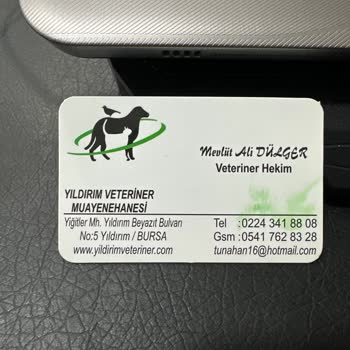 Mevlüt Ali DÜLGER
Veteriner Hekim
YILDIRIM VETERİNER
MUAYENEHANESİ
Yiğitler Mh. Yıldırım Beyazıt Bulvarı
No:5 Yıldırım / BURSA
www.yildirimveteriner.com
Tel :0224 341 88 08
Gsm :0541 762 83 28
tunahan16@hotmail.com